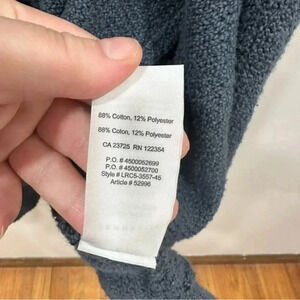 88% Cotton, 12% Polyester
88% Coton, 12% Polyester
CA 23725 RN 122354
P.O. # 4500052699
P.O. # 4500052700
Style # LRC5-3557-45
Article # 52996